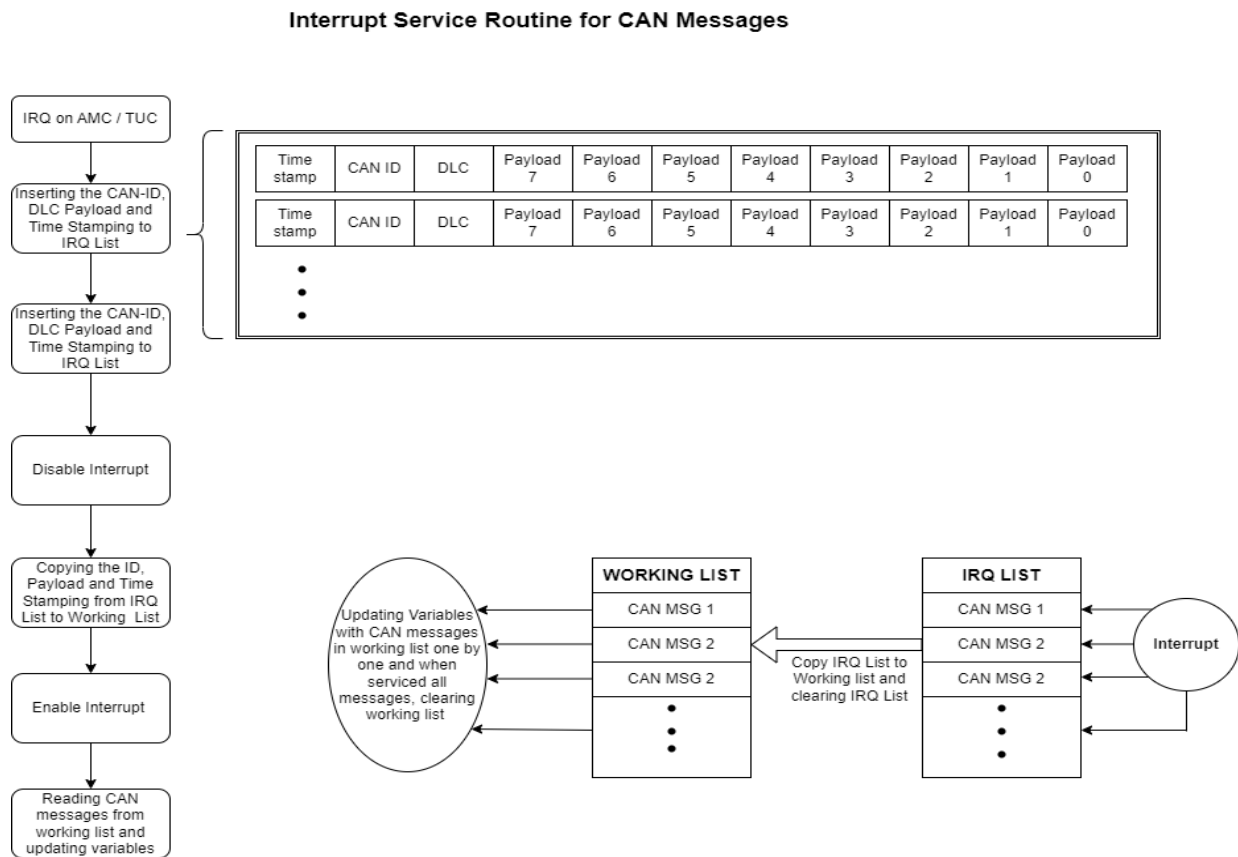 Interrupt Service Routine for CAN Messages
IRQ on AMC / TUC
Inserting the CAN-ID,
DLC Payload and
Time Stamping to
IRQ List
Inserting the CAN-ID,
DLC Payload and
Time Stamping to
IRQ List
Disable Interrupt
Copying the ID,
Payload and Time
Stamping from IRQ
List to Working List
Enable Interrupt
Reading CAN
messages from
working list and
updating variables
Time stamp CAN ID DLC Payload 7 Payload 6 Payload 5 Payload 4 Payload 3 Payload 2 Payload 1 Payload 0
Time stamp CAN ID DLC Payload 7 Payload 6 Payload 5 Payload 4 Payload 3 Payload 2 Payload 1 Payload 0
Updating Variables
with CAN messages
in working list one by
one and when
serviced all
messages, clearing
working list
WORKING LIST
CAN MSG 1
CAN MSG 2
CAN MSG 2
Copy IRQ List to
Working list and
clearing IRQ List
IRQ LIST
CAN MSG 1
CAN MSG 2
CAN MSG 2
Interrupt